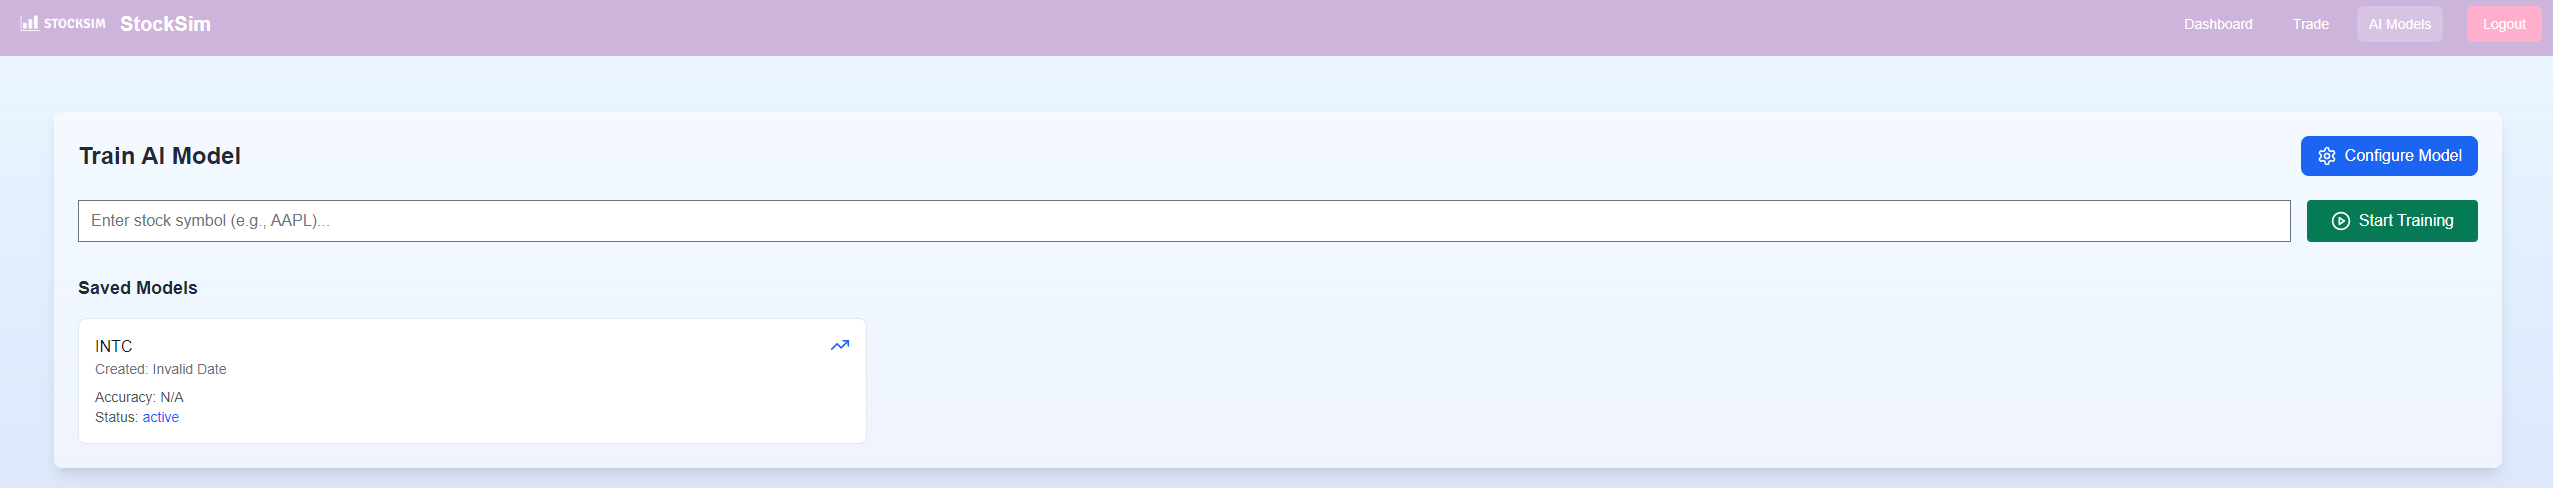 STOCKSIM StockSim Dashboard Trade AI Models Logout
Train AI Model Configure Model
Enter stock symbol (e.g., AAPL)... Start Training
Saved Models
INTC
Created: Invalid Date
Accuracy: N/A
Status: active